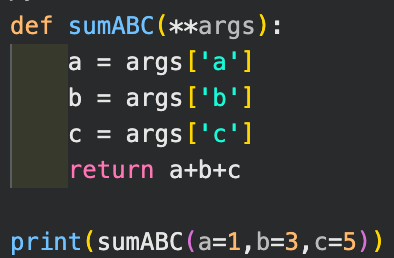 def sumABC(**args):
    a = args['a']
    b = args['b']
    c = args['c']
    return a+b+c

print(sumABC(a=1,b=3,c=5))